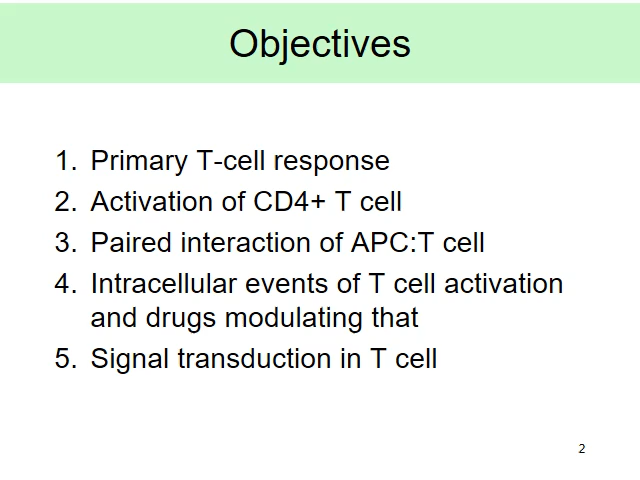 Objectives
1. Primary T-cell response
2. Activation of CD4+ T cell
3. Paired interaction of APC:T cell
4. Intracellular events of T cell activation
and drugs modulating that
5. Signal transduction in T cell
2